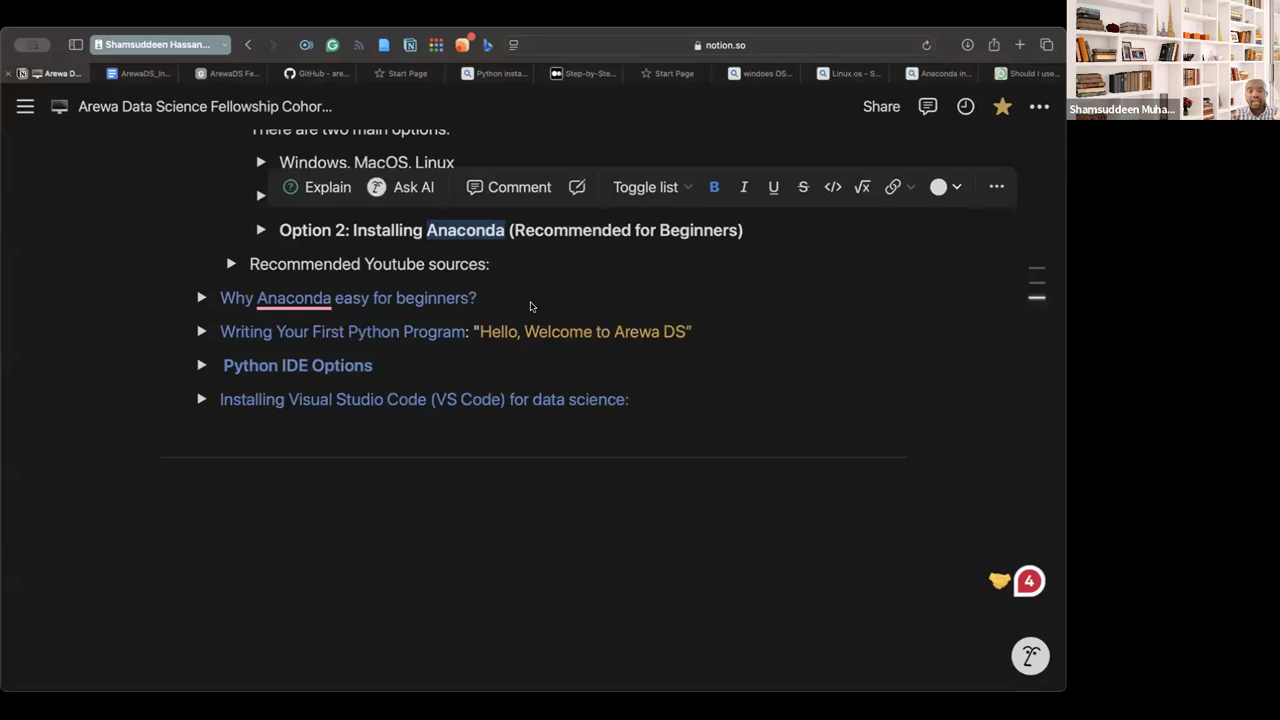 Shamsuddeen Hassan...
notion.so
Arewa D...
ArewaDS_In...
ArewaDS Fe...
GitHub - are...
Start Page
Python insta...
Step-by-Ste...
Start Page
windoes OS...
Linux os - S...
Anaconda in...
Should I use...
Shamsuddeen Muha...
Arewa Data Science Fellowship Cohor...
Share
There are two main options:
Windows, MacOS, Linux
Explain
Ask AI
Comment
Toggle list
B
i
U
S
</>
√x
Option 2: Installing Anaconda (Recommended for Beginners)
Recommended Youtube sources:
Why Anaconda easy for beginners?
Writing Your First Python Program: "Hello, Welcome to Arewa DS”
Python IDE Options
Installing Visual Studio Code (VS Code) for data science:
4